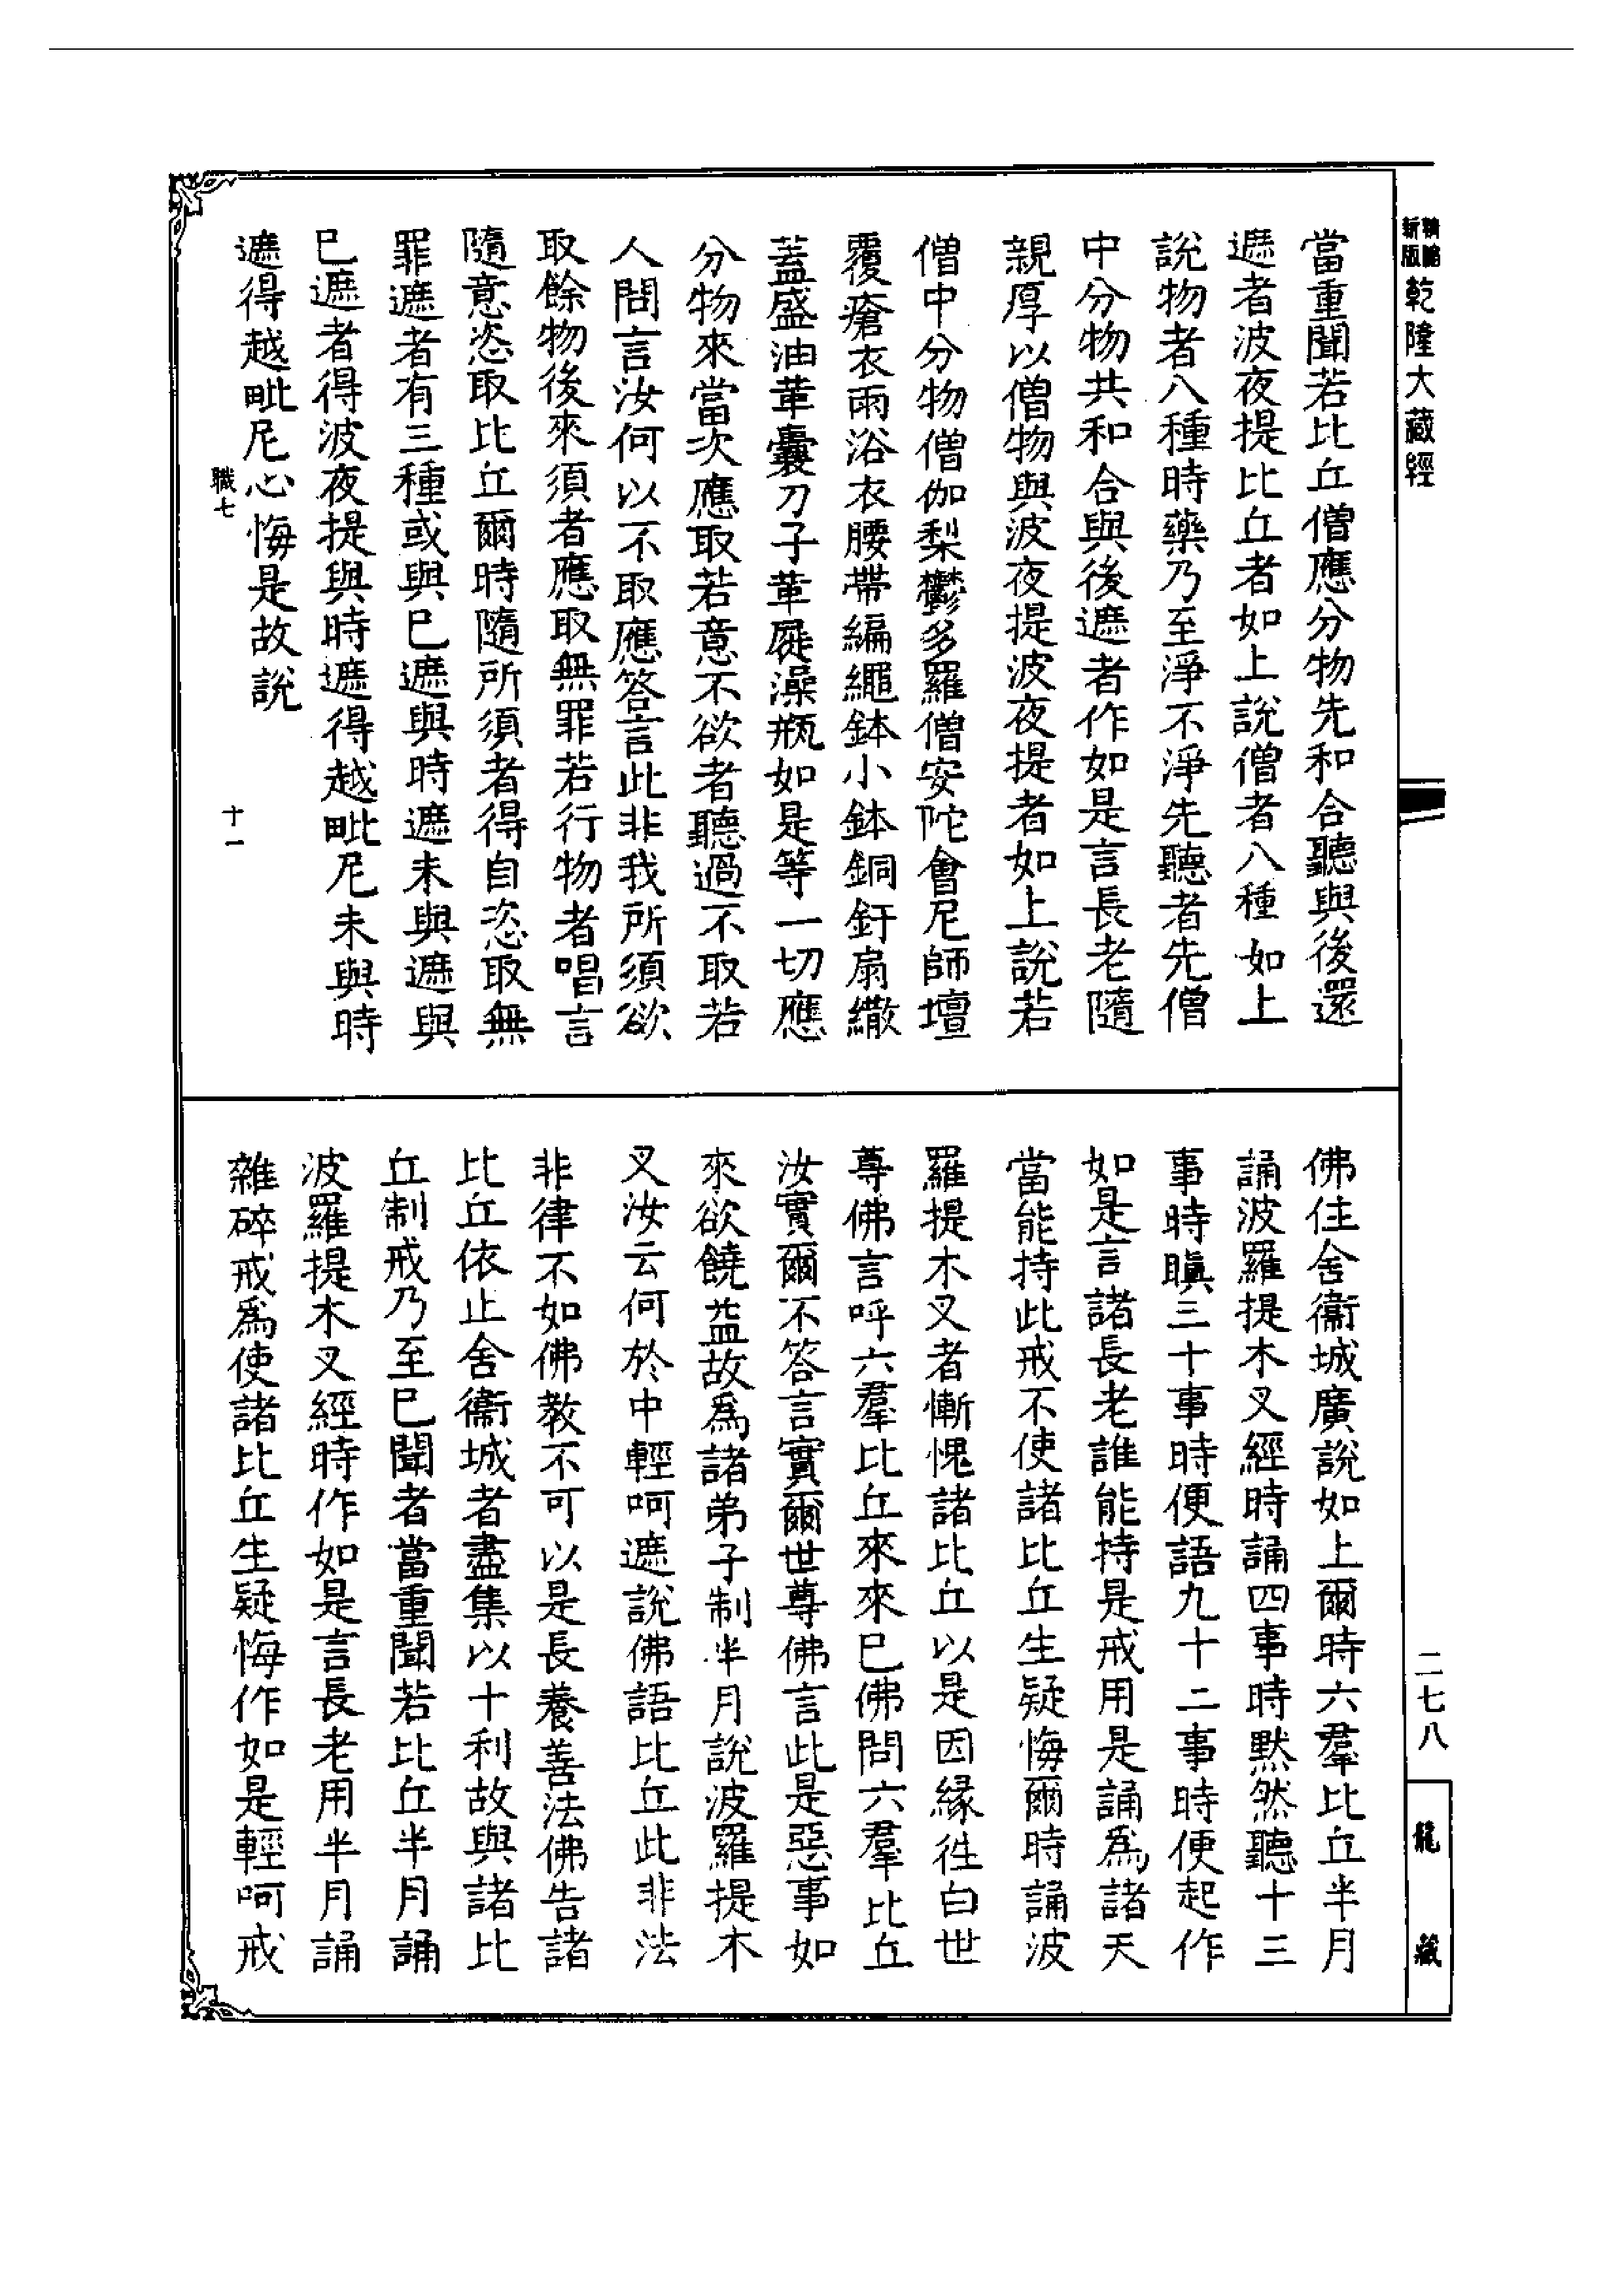 新版
精縮
乾隆大藏經
當重聞若比丘僧應分物先和合聽與後還
遮者波夜提比丘者如上說僧者八種如上
說物者八種時藥乃至淨不淨先聽者先僧
中分物共和合與後遮者作如是言長老隨
親厚以僧物與波夜提波夜提者如上說若
僧中分物僧伽梨鬱多羅僧安陀會尼師壇
覆瘡衣雨浴衣腰帶編繩鉢小鉢銅釪扇繖
蓋盛油革囊刀子革屣澡瓶如是等一切應
分物來當次應取若意不欲者聽過不取若
人問言汝何以不取應答言此非我所須欲
取餘物後來須者應取無罪若行物者唱言
隨意恣取比丘爾時隨所須者得自恣取無
罪遮者有三種或與已遮與時遮未與遮與
已遮者得波夜提與時遮得越毗尼未與時
遮得越毗尼心悔是故說
職七
十一
佛住舍衞城廣說如上爾時六羣比丘半月
誦波羅提木叉經時誦四事時默然聽十三
事時瞋三十事時便語九十二事時便起作
如是言諸長老誰能持是戒用是誦爲諸天
當能持此戒不使諸比丘生疑悔爾時誦波
羅提木叉者慚愧諸比丘以是因緣往白世
尊佛言呼六羣比丘來來已佛問六羣比丘
汝實爾不答言實爾世尊佛言此是惡事如
來欲饒益故爲諸弟子制半月說波羅提木
叉汝云何於中輕呵遮說佛語比丘此非法
非律不如佛教不可以是長養善法佛告諸
比丘依止舍衞城者盡集以十利故與諸比
丘制戒乃至已聞者當重聞若比丘半月誦
波羅提木叉經時作如是言長老用半月誦
雜碎戒爲使諸比丘生疑悔作如是輕呵戒
二七八
龍藏